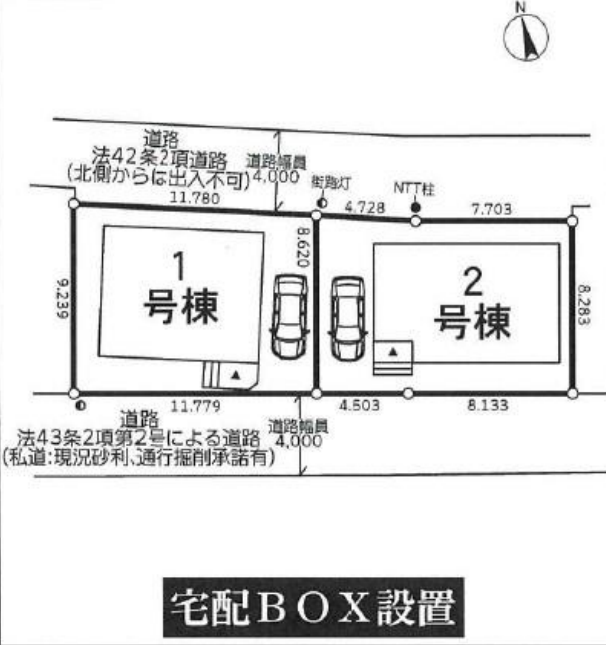 N
道路
法42条2項道路
(北側からは出入不可)
道路幅員
4,000
街路灯
NTT柱
11.780
4.728
7.703
9.239
8.620
8.283
1
号棟
2
号棟
11.779
4.503
8.133
道路
法43条2項第2号による道路
(私道:現況砂利、通行掘削承諾有)
道路幅員
4,000
宅配BOX設置